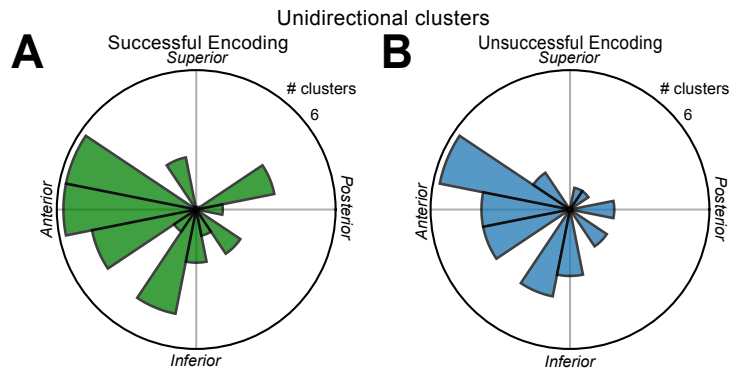 Unidirectional clusters
A
Successful Encoding
Superior
# clusters
6
Anterior
Posterior
Inferior
B
Unsuccessful Encoding
Superior
# clusters
6
Anterior
Posterior
Inferior